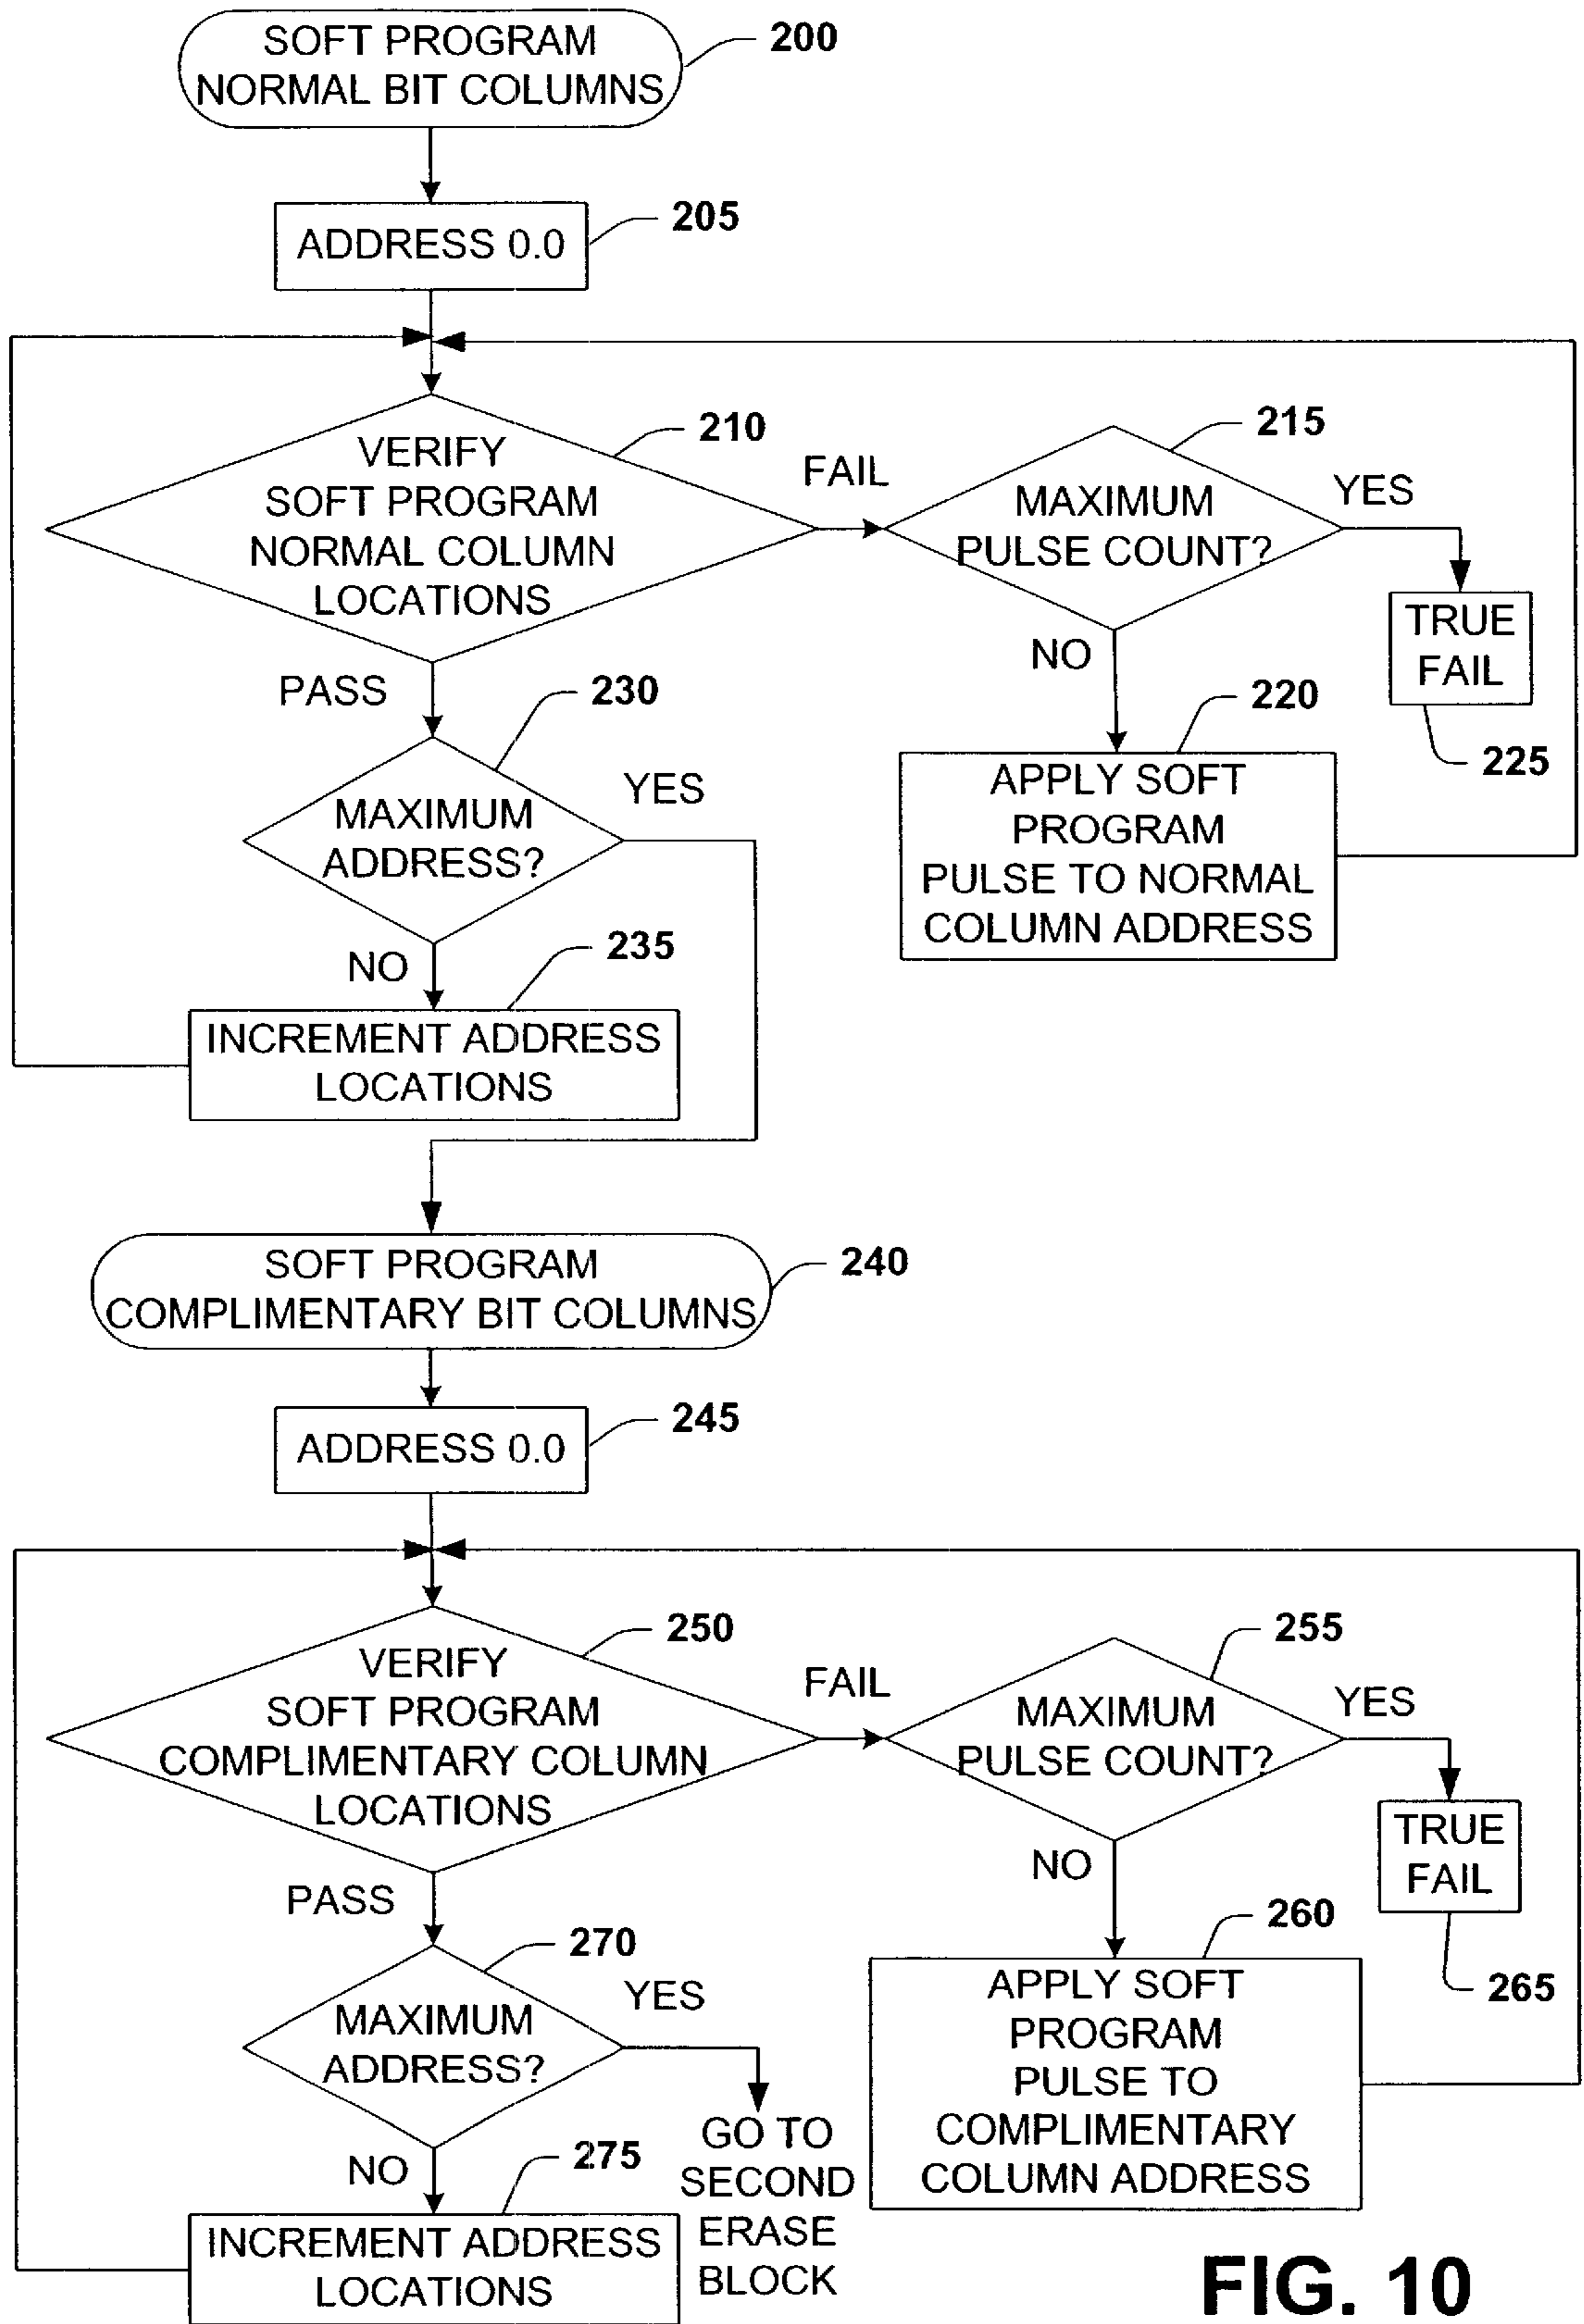 SOFT PROGRAM
NORMAL BIT COLUMNS
200
ADDRESS 0.0
205
VERIFY
SOFT PROGRAM
NORMAL COLUMN
LOCATIONS
210
FAIL
MAXIMUM
PULSE COUNT?
215
YES
TRUE
FAIL
225
NO
APPLY SOFT
PROGRAM
PULSE TO NORMAL
COLUMN ADDRESS
220
PASS
MAXIMUM
ADDRESS?
230
YES
NO
INCREMENT ADDRESS
LOCATIONS
235
SOFT PROGRAM
COMPLIMENTARY BIT COLUMNS
240
ADDRESS 0.0
245
VERIFY
SOFT PROGRAM
COMPLIMENTARY COLUMN
LOCATIONS
250
FAIL
MAXIMUM
PULSE COUNT?
255
YES
TRUE
FAIL
265
NO
APPLY SOFT
PROGRAM
PULSE TO
COMPLIMENTARY
COLUMN ADDRESS
260
PASS
MAXIMUM
ADDRESS?
270
YES
GO TO
SECOND
ERASE
BLOCK
NO
INCREMENT ADDRESS
LOCATIONS
275
FIG. 10